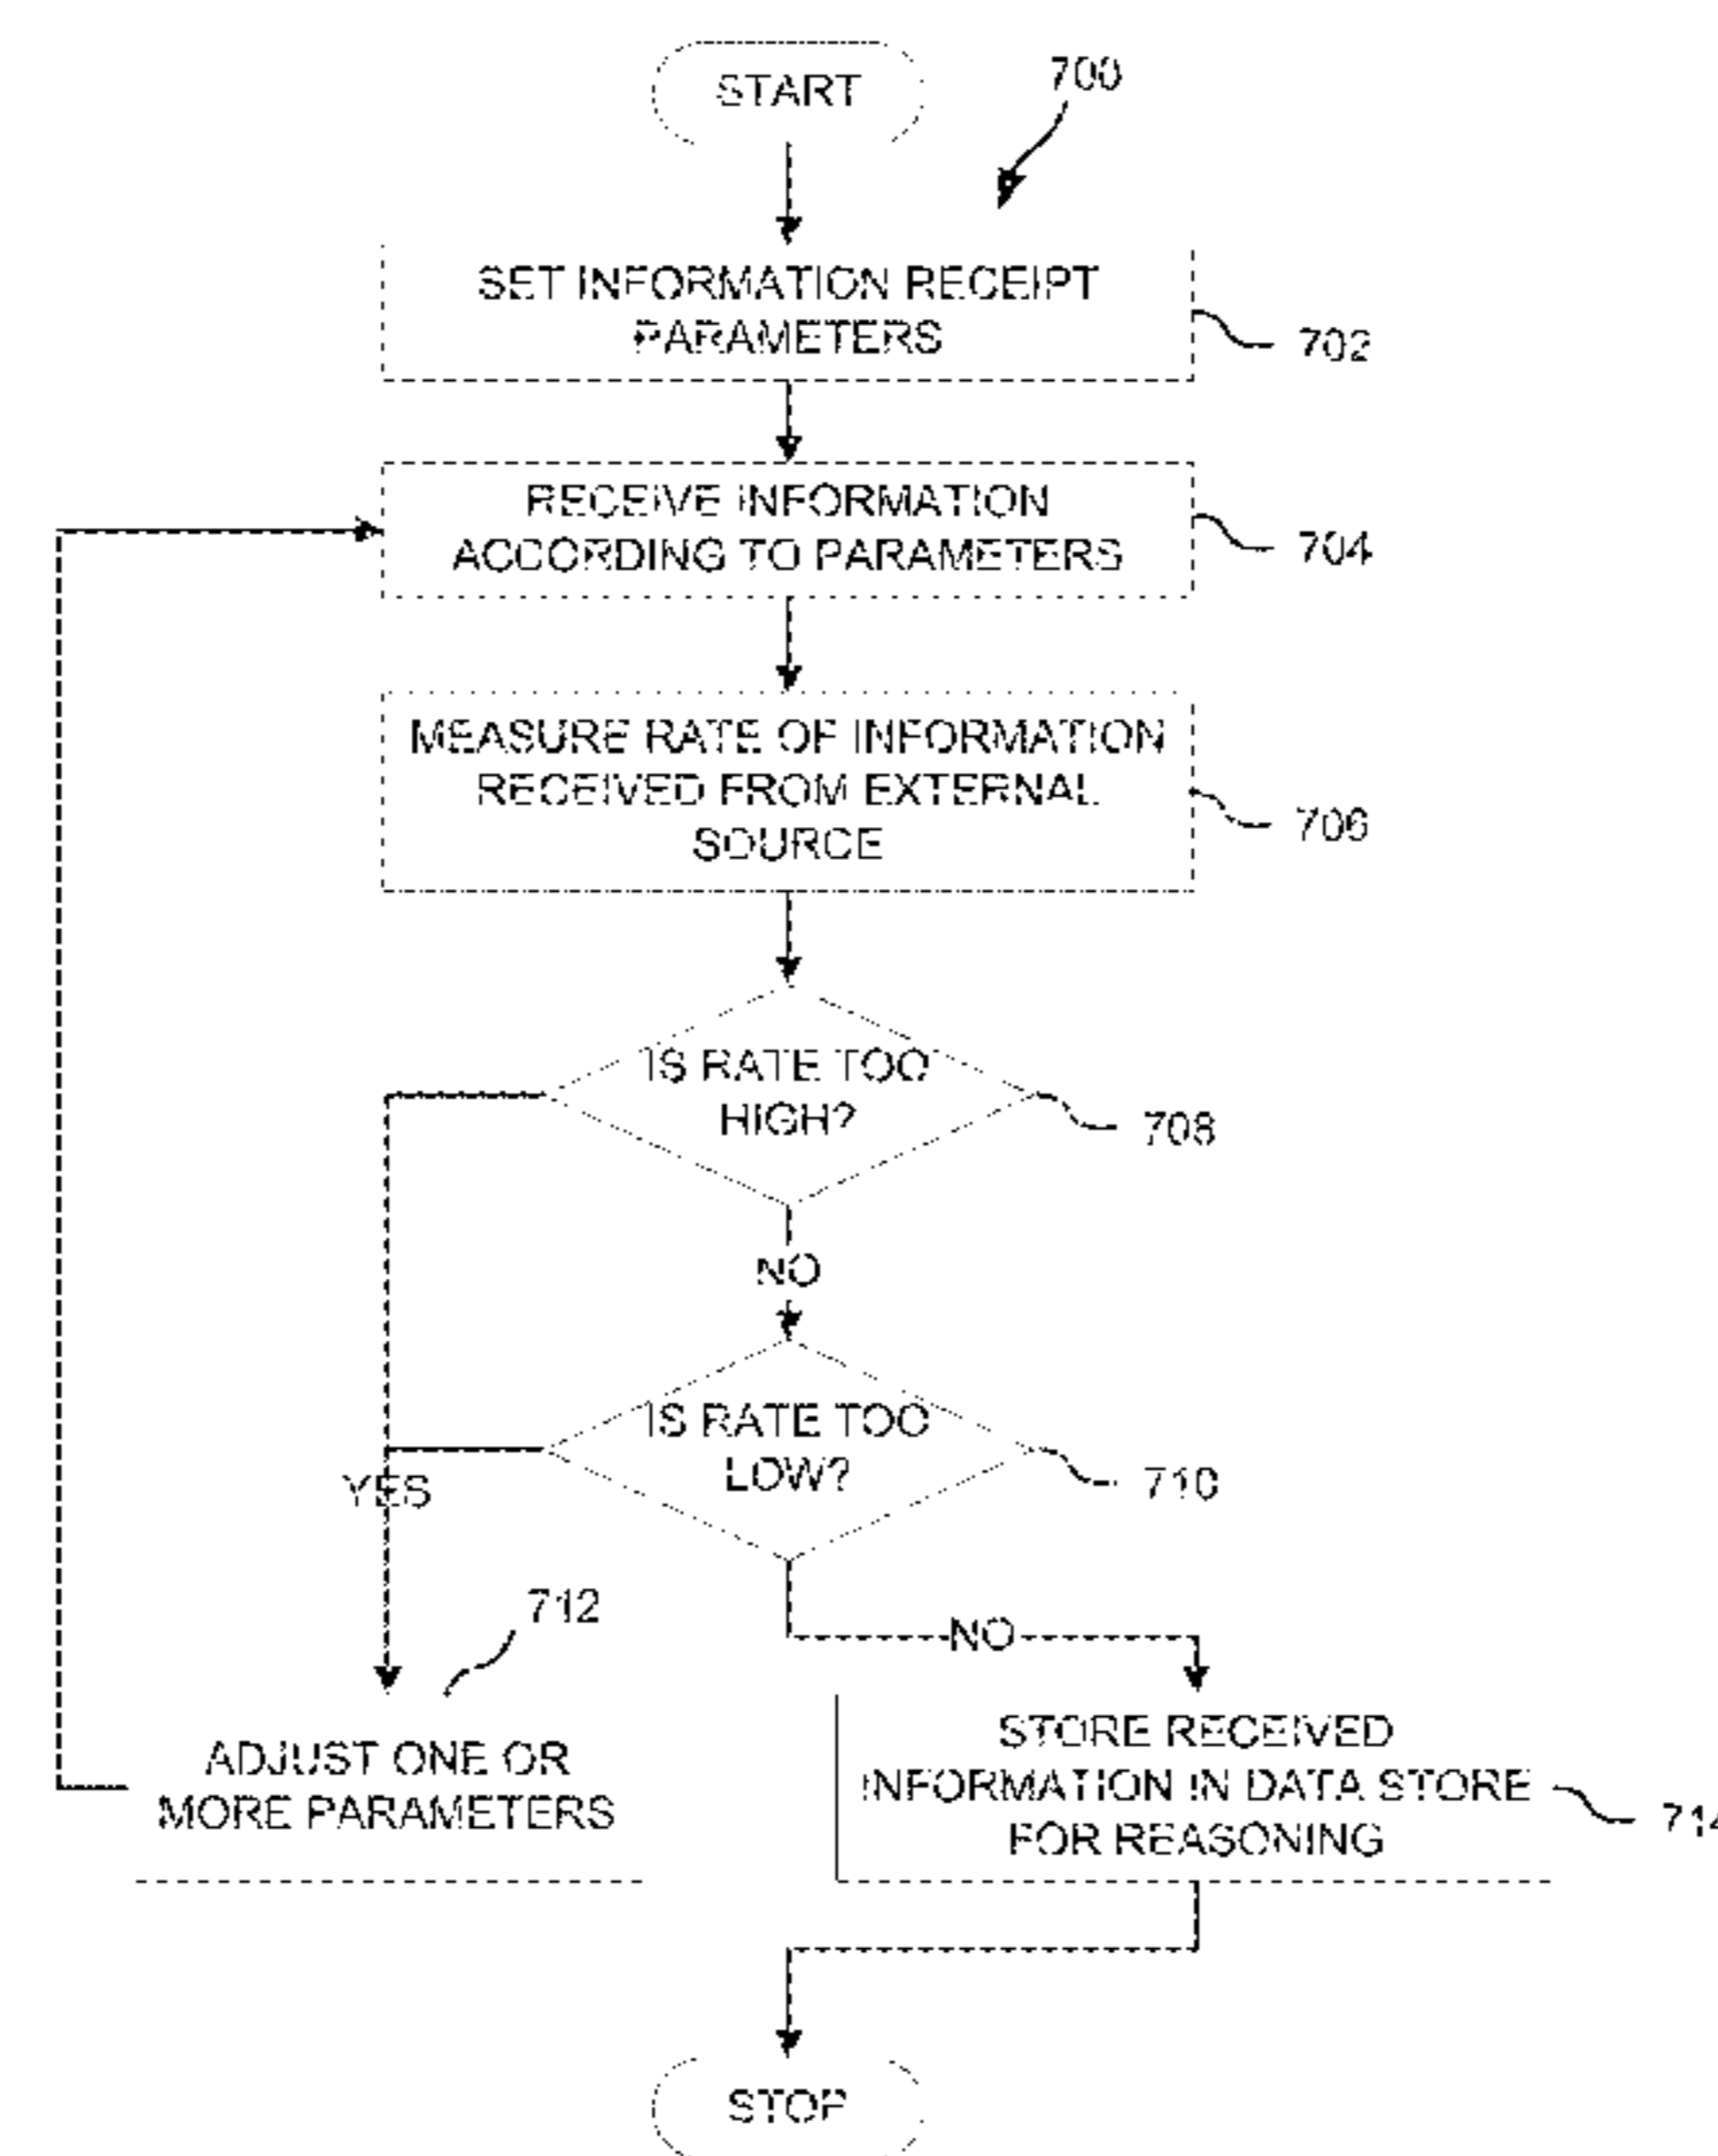 START
700
SET INFORMATION RECEIPT
PARAMETERS
702
RECEIVE INFORMATION
ACCORDING TO PARAMETERS
704
MEASURE RATE OF INFORMATION
RECEIVED FROM EXTERNAL
SOURCE
706
IS RATE TOO
HIGH?
708
NO
IS RATE TOO
LOW?
710
YES
712
NO
ADJUST ONE OR
MORE PARAMETERS
STORE RECEIVED
INFORMATION IN DATA STORE
FOR REASONING
714
STOP